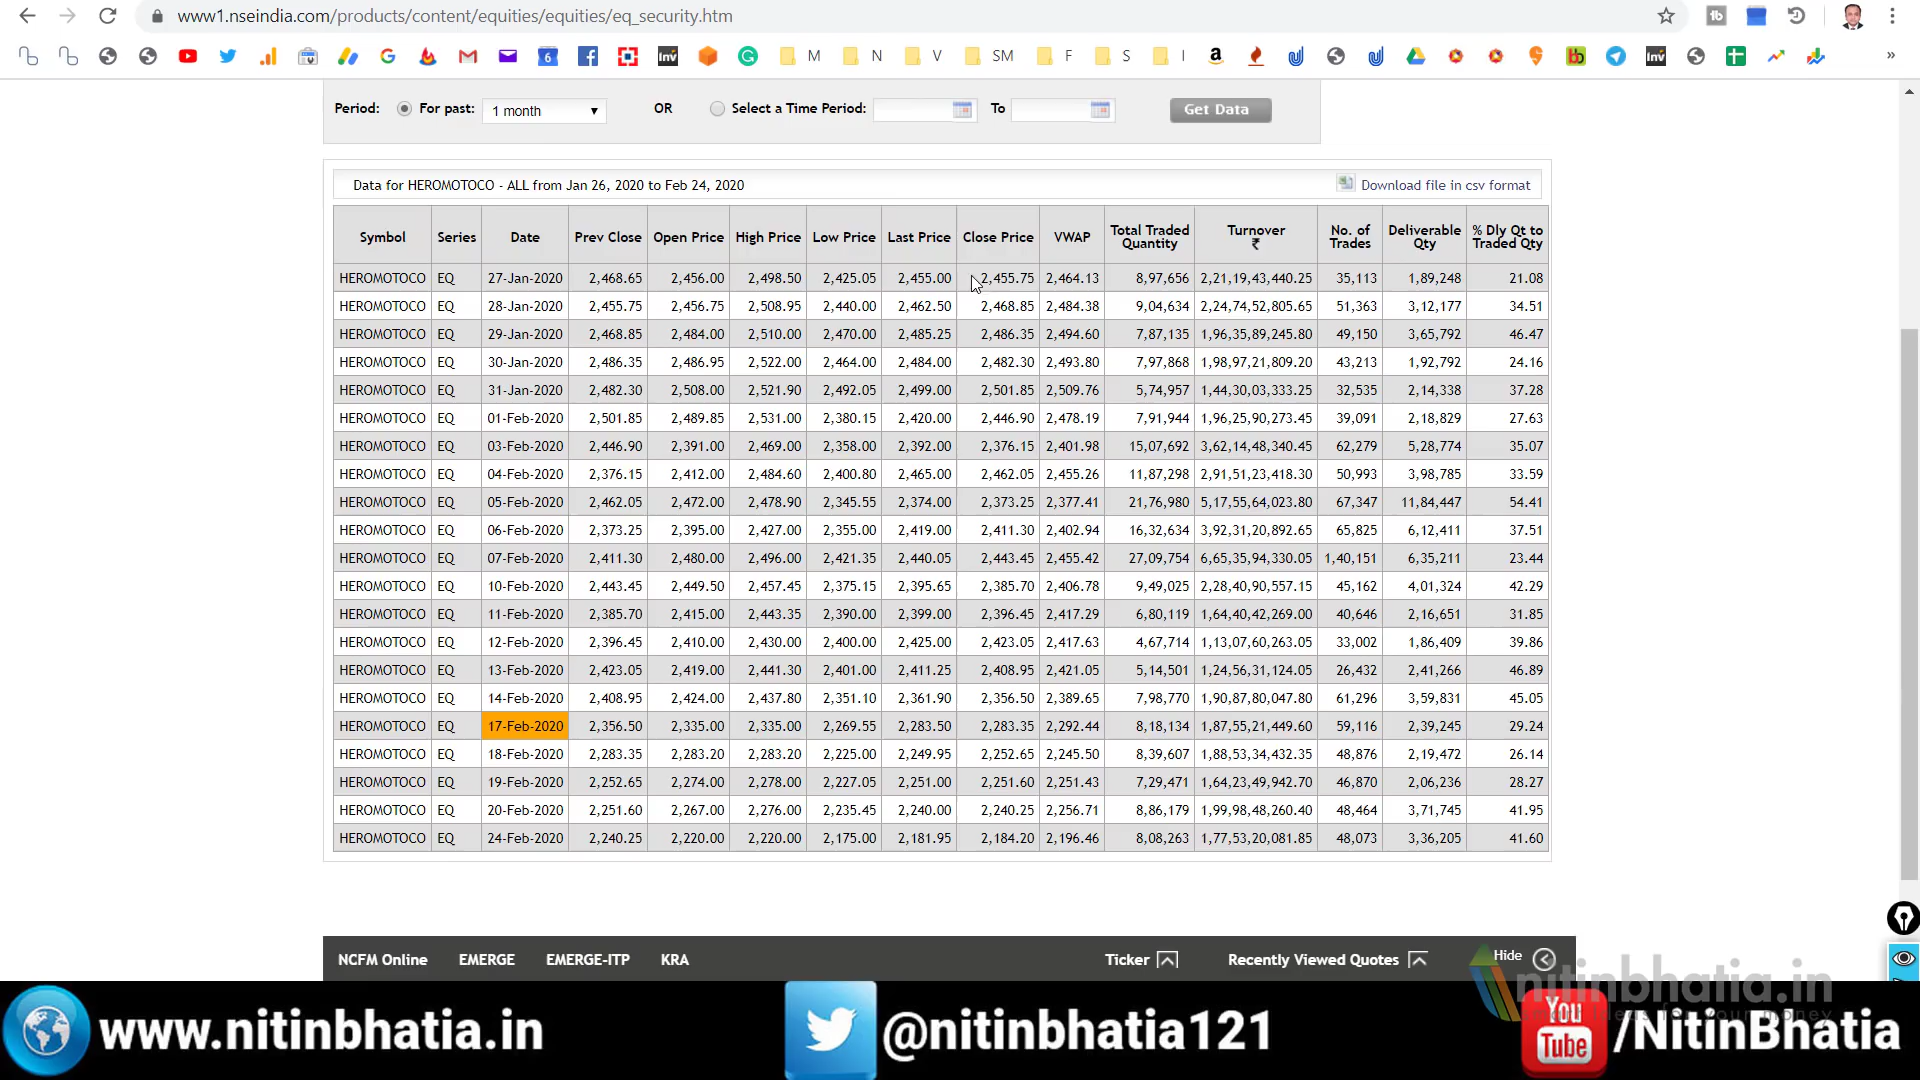 www1.nseindia.com/products/content/equities/equities/eq_security.htm
M N V SM F S I
Period: For past: 1 month OR Select a Time Period: To Get Data
Data for HEROMOTOCO - ALL from Jan 26, 2020 to Feb 24, 2020 Download file in csv format
Symbol Series Date Prev Close Open Price High Price Low Price Last Price Close Price VWAP Total Traded Quantity Turnover ₹ No. of Trades Deliverable Qty % Dly Qt to Traded Qty
HEROMOTOCO EQ 27-Jan-2020 2,468.65 2,456.00 2,498.50 2,425.05 2,455.00 2,455.75 2,464.13 8,97,656 2,21,19,43,440.25 35,113 1,89,248 21.08
HEROMOTOCO EQ 28-Jan-2020 2,455.75 2,456.75 2,508.95 2,440.00 2,462.50 2,468.85 2,484.38 9,04,634 2,24,74,52,805.65 51,363 3,12,177 34.51
HEROMOTOCO EQ 29-Jan-2020 2,468.85 2,484.00 2,510.00 2,470.00 2,485.25 2,486.35 2,494.60 7,87,135 1,96,35,89,245.80 49,150 3,65,792 46.47
HEROMOTOCO EQ 30-Jan-2020 2,486.35 2,486.95 2,522.00 2,464.00 2,484.00 2,482.30 2,493.80 7,97,868 1,98,97,21,809.20 43,213 1,92,792 24.16
HEROMOTOCO EQ 31-Jan-2020 2,482.30 2,508.00 2,521.90 2,492.05 2,499.00 2,501.85 2,509.76 5,74,957 1,44,30,03,333.25 32,535 2,14,338 37.28
HEROMOTOCO EQ 01-Feb-2020 2,501.85 2,489.85 2,531.00 2,380.15 2,420.00 2,446.90 2,478.19 7,91,944 1,96,25,90,273.45 39,091 2,18,829 27.63
HEROMOTOCO EQ 03-Feb-2020 2,446.90 2,391.00 2,469.00 2,358.00 2,392.00 2,376.15 2,401.98 15,07,692 3,62,14,48,340.45 62,279 5,28,774 35.07
HEROMOTOCO EQ 04-Feb-2020 2,376.15 2,412.00 2,484.60 2,400.80 2,465.00 2,462.05 2,455.26 11,87,298 2,91,51,23,418.30 50,993 3,98,785 33.59
HEROMOTOCO EQ 05-Feb-2020 2,462.05 2,472.00 2,478.90 2,345.55 2,374.00 2,373.25 2,377.41 21,76,980 5,17,55,64,023.80 67,347 11,84,447 54.41
HEROMOTOCO EQ 06-Feb-2020 2,373.25 2,395.00 2,427.00 2,355.00 2,419.00 2,411.30 2,402.94 16,32,634 3,92,31,20,892.65 65,825 6,12,411 37.51
HEROMOTOCO EQ 07-Feb-2020 2,411.30 2,480.00 2,496.00 2,421.35 2,440.05 2,443.45 2,455.42 27,09,754 6,65,35,94,330.05 1,40,151 6,35,211 23.44
HEROMOTOCO EQ 10-Feb-2020 2,443.45 2,449.50 2,457.45 2,375.15 2,395.65 2,385.70 2,406.78 9,49,025 2,28,40,90,557.15 45,162 4,01,324 42.29
HEROMOTOCO EQ 11-Feb-2020 2,385.70 2,415.00 2,443.35 2,390.00 2,399.00 2,396.45 2,417.29 6,80,119 1,64,40,42,269.00 40,646 2,16,651 31.85
HEROMOTOCO EQ 12-Feb-2020 2,396.45 2,410.00 2,430.00 2,400.00 2,425.00 2,423.05 2,417.63 4,67,714 1,13,07,60,263.05 33,002 1,86,409 39.86
HEROMOTOCO EQ 13-Feb-2020 2,423.05 2,419.00 2,441.30 2,401.00 2,411.25 2,408.95 2,421.05 5,14,501 1,24,56,31,124.05 26,432 2,41,266 46.89
HEROMOTOCO EQ 14-Feb-2020 2,408.95 2,424.00 2,437.80 2,351.10 2,361.90 2,356.50 2,389.65 7,98,770 1,90,87,80,047.80 61,296 3,59,831 45.05
HEROMOTOCO EQ 17-Feb-2020 2,356.50 2,335.00 2,335.00 2,269.55 2,283.50 2,283.35 2,292.44 8,18,134 1,87,55,21,449.60 59,116 2,39,245 29.24
HEROMOTOCO EQ 18-Feb-2020 2,283.35 2,283.20 2,283.20 2,225.00 2,249.95 2,252.65 2,245.50 8,39,607 1,88,53,34,432.35 48,876 2,19,472 26.14
HEROMOTOCO EQ 19-Feb-2020 2,252.65 2,274.00 2,278.00 2,227.05 2,251.00 2,251.60 2,251.43 7,29,471 1,64,23,49,942.70 46,870 2,06,236 28.27
HEROMOTOCO EQ 20-Feb-2020 2,251.60 2,267.00 2,276.00 2,235.45 2,240.00 2,240.25 2,256.71 8,86,179 1,99,98,48,260.40 48,464 3,71,745 41.95
HEROMOTOCO EQ 24-Feb-2020 2,240.25 2,220.00 2,220.00 2,175.00 2,181.95 2,184.20 2,196.46 8,08,263 1,77,53,20,081.85 48,073 3,36,205 41.60
NCFM Online EMERGE EMERGE-ITP KRA Ticker Recently Viewed Quotes Hide
nitinbhatia.in
www.nitinbhatia.in @nitinbhatia121 You Tube /NitinBhatia